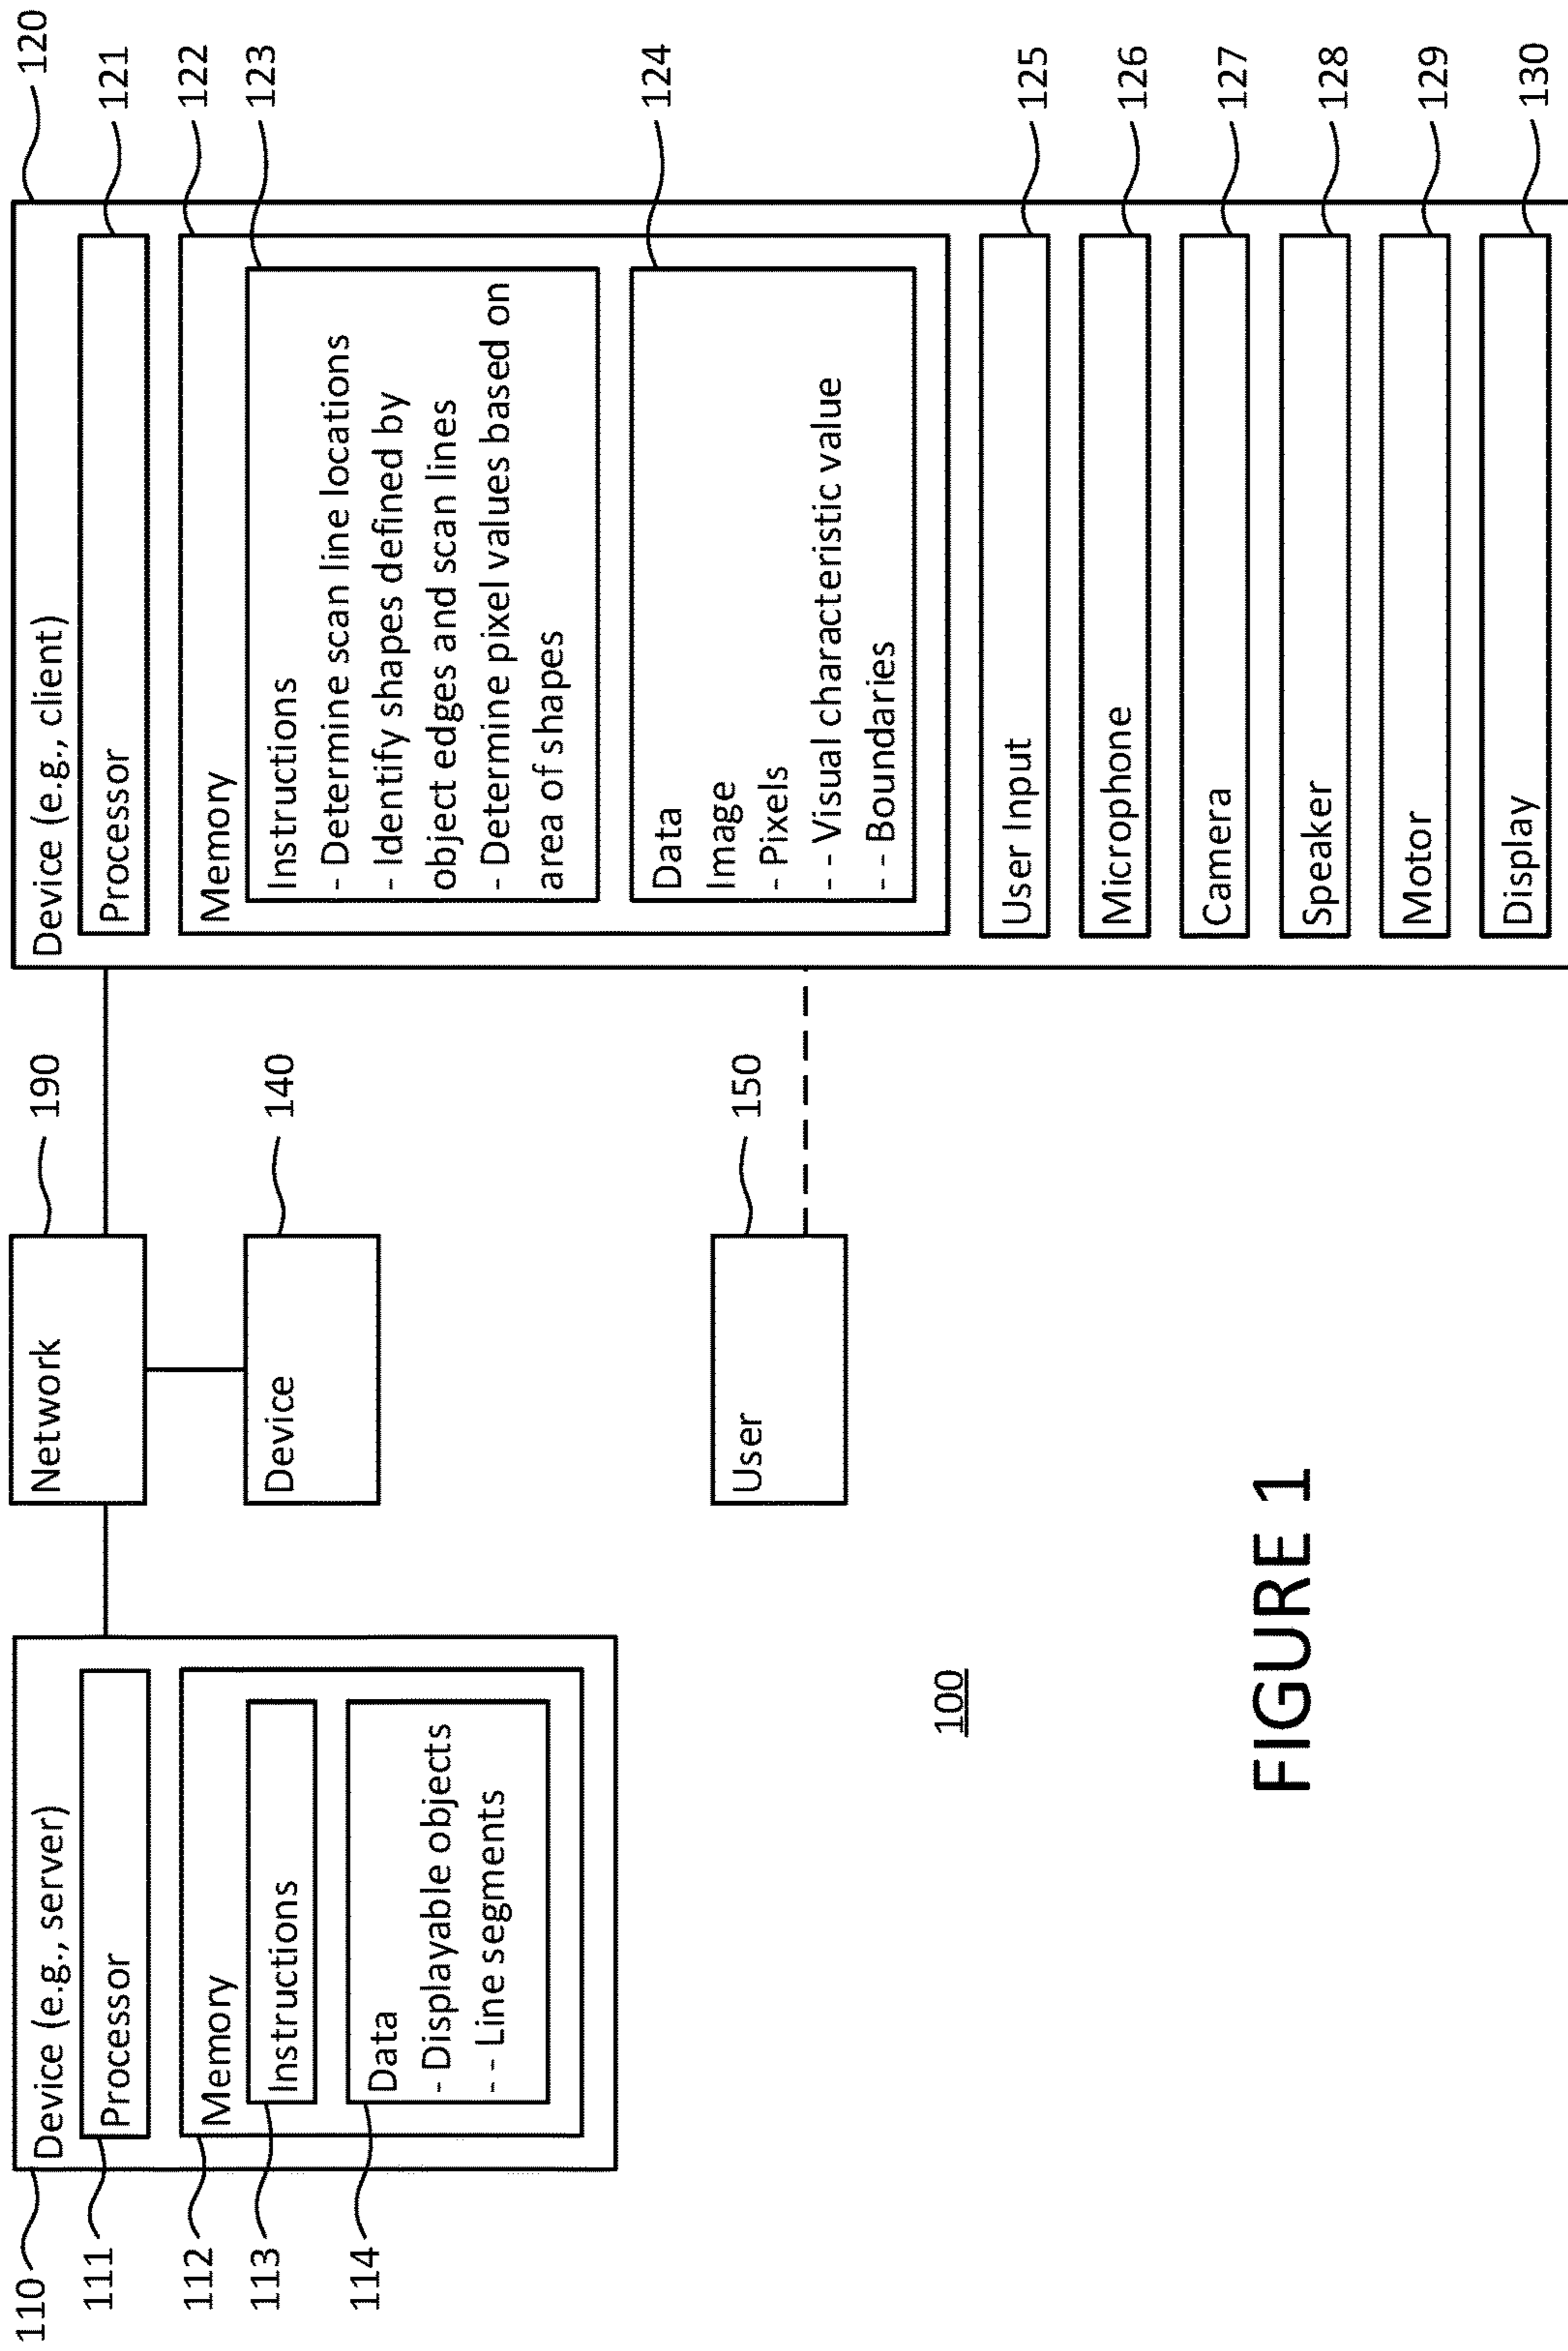 110
111
112
113
114
Device (e.g., server)
Processor
Memory
Instructions
Data
- Displayable objects
- - Line segments
Network
190
Device
140
User
150
Device (e.g., client)
Processor
Memory
Instructions
- Determine scan line locations
- Identify shapes defined by
object edges and scan lines
- Determine pixel values based on
area of shapes
Data
Image
- Pixels
- - Visual characteristic value
- - Boundaries
User Input
Microphone
Camera
Speaker
Motor
Display
120
121
122
123
124
125
126
127
128
129
130
100
FIGURE 1